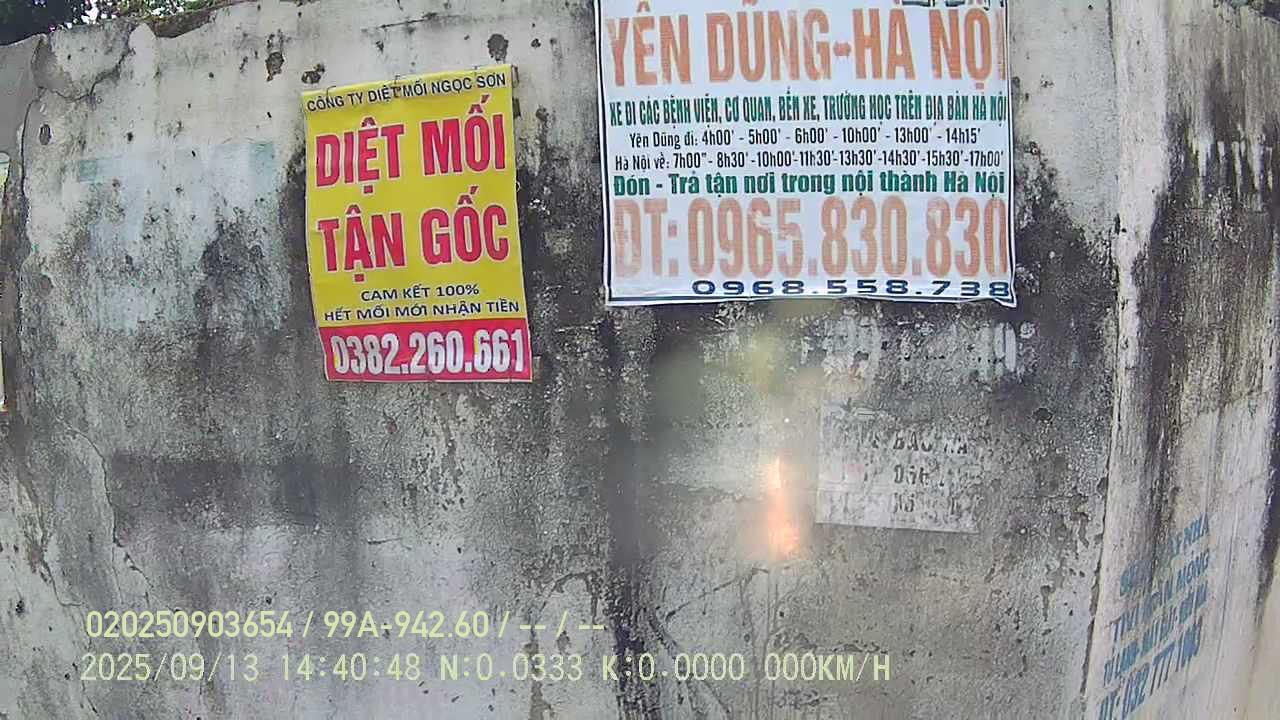 CÔNG TY DIỆT MỐI NGỌC SƠN
DIỆT MỐI
TẬN GỐC
CAM KẾT 100%
HẾT MỐI MỚI NHẬN TIỀN
0382.260.661
YÊN DŨNG-HÀ NỘI
XE ĐI CÁC BỆNH VIỆN, CƠ QUAN, BẾN XE, TRƯỜNG HỌC TRÊN ĐỊA BÀN HÀ NỘI
Yên Dũng đi: 4h00' - 5h00' - 6h00' - 10h00' - 13h00' - 14h15'
Hà Nội về: 7h00" - 8h30' -10h00'-11h30'-13h30'-14h30'-15h30'-17h00'
Đón - Trả tận nơi trong nội thành Hà Nội
ĐT: 0965.830.830
0968.558.738
ĐT: 032 777 1003
020250903654 / 99A-942.60 / -- / --
2025/09/13 14:40:48 N:0.0333 K:0.0000 000KM/H